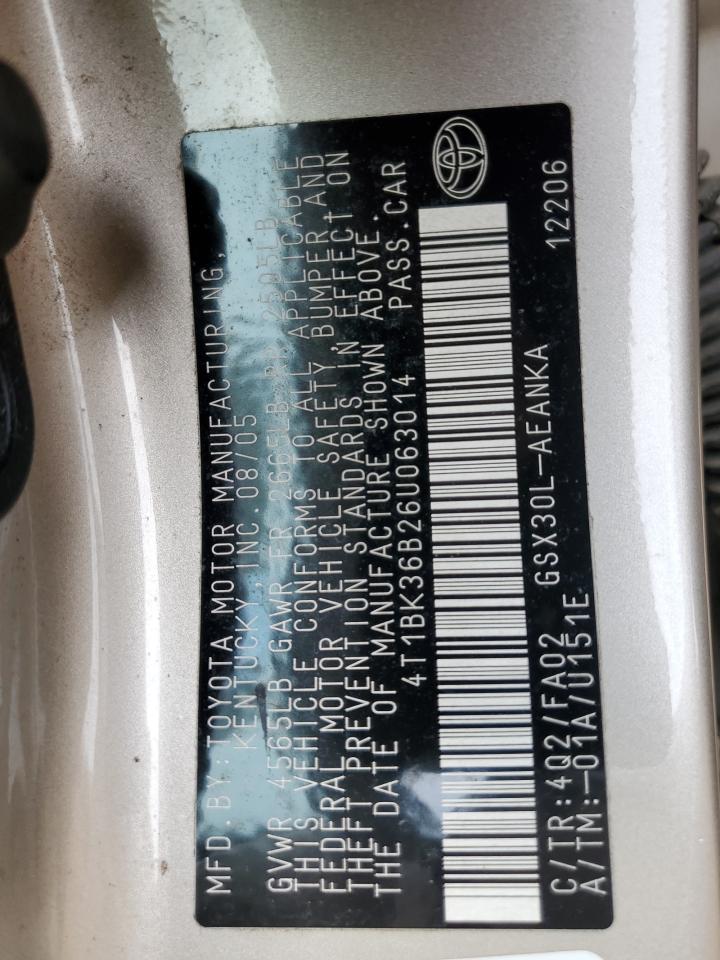 MFD.BY:TOYOTA MOTOR MANUFACTURING,
KENTUCKY, INC.08/05
GVWR 4565LB GAWR FR 2665LB RR 2505LB
THIS VEHICLE CONFORMS TO ALL APPLICABLE
FEDERAL MOTOR VEHICLE SAFETY, BUMPER AND
THEFT PREVENTION STANDARDS IN EFFECT ON
THE DATE OF MANUFACTURE SHOWN ABOVE.
4T1BK36B26U063014 PASS.CAR
C/TR:4Q2/FA02 GSX30L-AEANKA
A/TM:-01A/U151E 12206